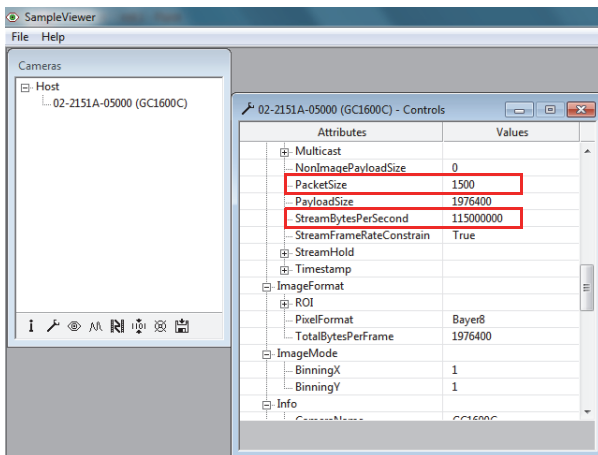 SampleViewer
File Help
Cameras
Host
02-2151A-05000 (GC1600C)
02-2151A-05000 (GC1600C) - Controls
Attributes Values
Multicast
NonImagePayloadSize 0
PacketSize 1500
PayloadSize 1976400
StreamBytesPerSecond 115000000
StreamFrameRateConstrain True
StreamHold
Timestamp
ImageFormat
ROI
PixelFormat Bayer8
TotalBytesPerFrame 1976400
ImageMode
BinningX 1
BinningY 1
Info
CameraName GC1600C